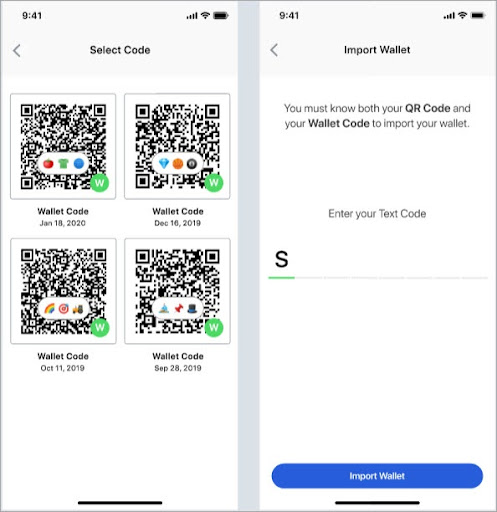 9:41
Select Code
W
W
Wallet Code
Jan 18, 2020
Wallet Code
Dec 16, 2019
W
W
Wallet Code
Oct 11, 2019
Wallet Code
Sep 28, 2019
9:41
Import Wallet
You must know both your QR Code and
your Wallet Code to import your wallet.
Enter your Text Code
S
Import Wallet